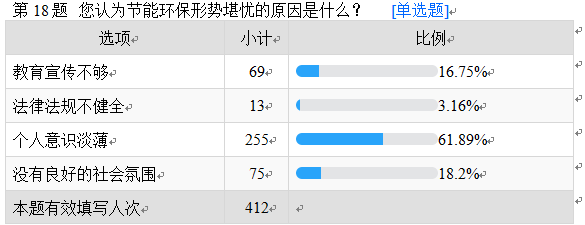 第 18 题 您认为节能环保形势堪忧的原因是什么? [单选题]
选项 小计 比例
教育宣传不够 69 16.75%
法律法规不健全 13 3.16%
个人意识淡薄 255 61.89%
没有良好的社会氛围 75 18.2%
本题有效填写人次 412